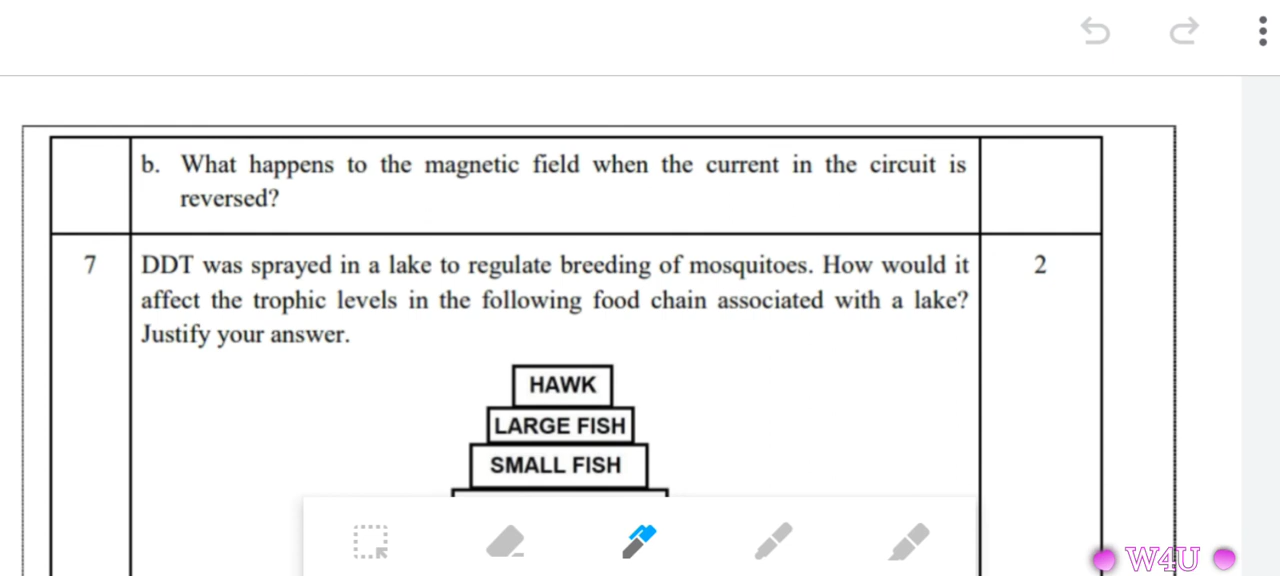 b. What happens to the magnetic field when the current in the circuit is
reversed?
7 DDT was sprayed in a lake to regulate breeding of mosquitoes. How would it 2
affect the trophic levels in the following food chain associated with a lake?
Justify your answer.
HAWK
LARGE FISH
SMALL FISH
W4U